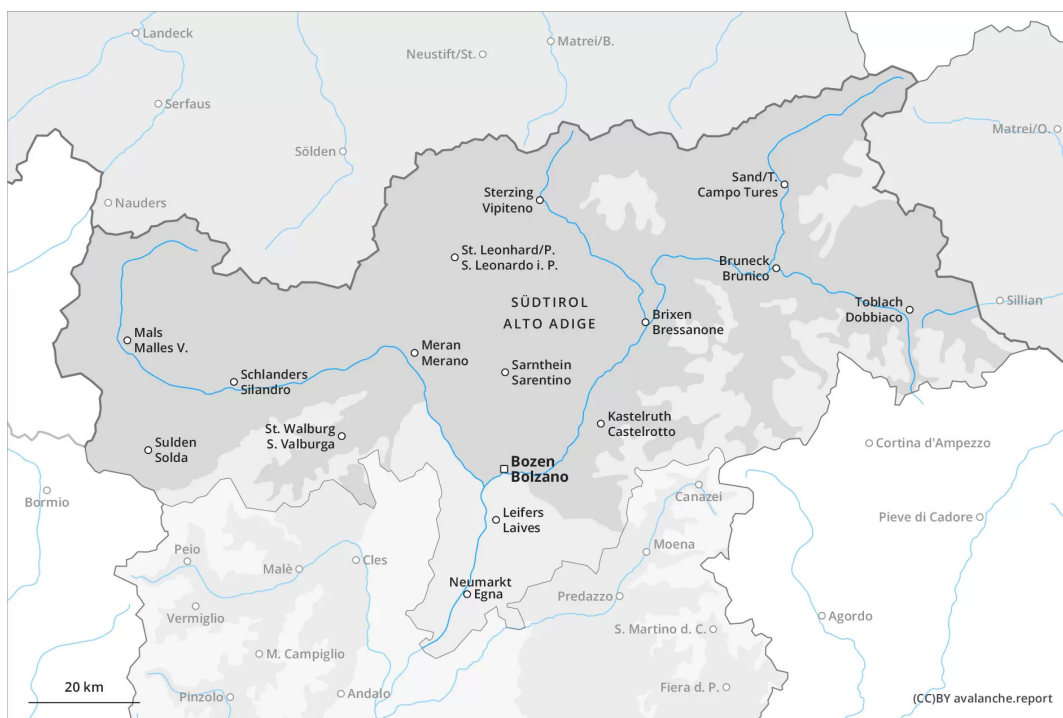 Landeck
Neustift/St.
Matrei/B.
Serfaus
Matrei/O.
Sölden
Sand/T.
Campo Tures
Sterzing
Vipiteno
Nauders
St. Leonhard/P.
S. Leonardo i. P.
Bruneck
Brunico
SÜDTIROL
ALTO ADIGE
Toblach
Dobbiaco
Sillian
Brixen
Bressanone
Mals
Malles V.
Meran
Merano
Sarnthein
Sarentino
Schlanders
Silandro
Kastelruth
Castelrotto
St. Walburg
S. Valburga
Sulden
Solda
Cortina d'Ampezzo
Bozen
Bolzano
Bormio
Canazei
Leifers
Laives
Pieve di Cadore
Peio
Malè
Cles
Moena
Neumarkt
Egna
Predazzo
Vermiglio
Agordo
S. Martino d. C.
M. Campiglio
20 km
Pinzolo
Andalo
Fiera d. P.
(CC)BY avalanche.report